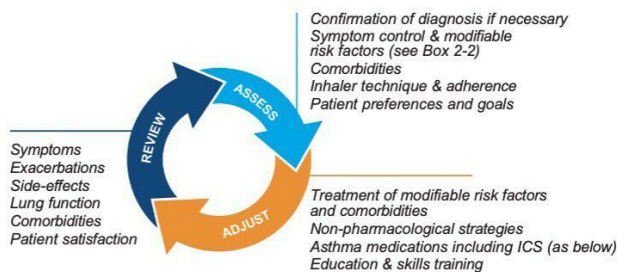 Confirmation of diagnosis if necessary
Symptom control & modifiable
risk factors (see Box 2-2)
Comorbidities
Inhaler technique & adherence
Patient preferences and goals
ASSESS
REVIEW
Symptoms
Exacerbations
Side-effects
Lung function
Comorbidities
Patient satisfaction
ADJUST
Treatment of modifiable risk factors
and comorbidities
Non-pharmacological strategies
Asthma medications including ICS (as below)
Education & skills training